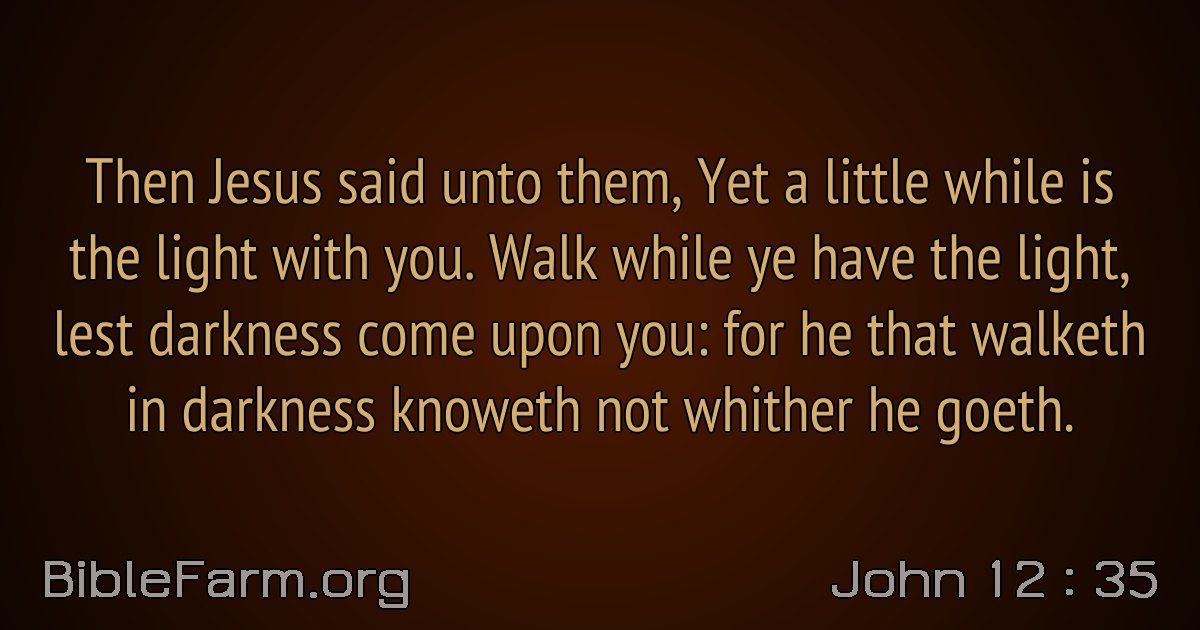 Then Jesus said unto them, Yet a little while is
the light with you. Walk while ye have the light,
lest darkness come upon you: for he that walketh
in darkness knoweth not whither he goeth.
BibleFarm.org
John 12 : 35